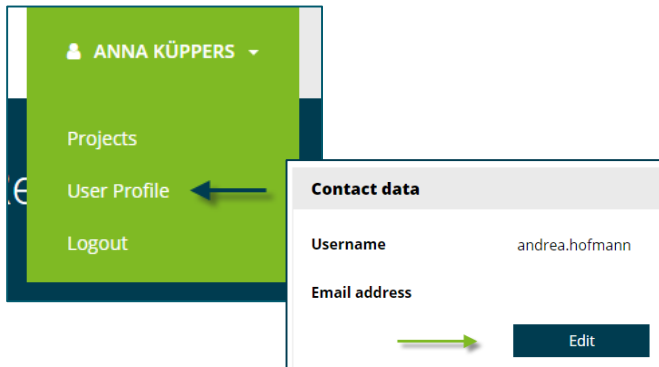 ANNA KÜPPERS
Projects
User Profile
Logout
Contact data
Username andrea.hofmann
Email address
Edit